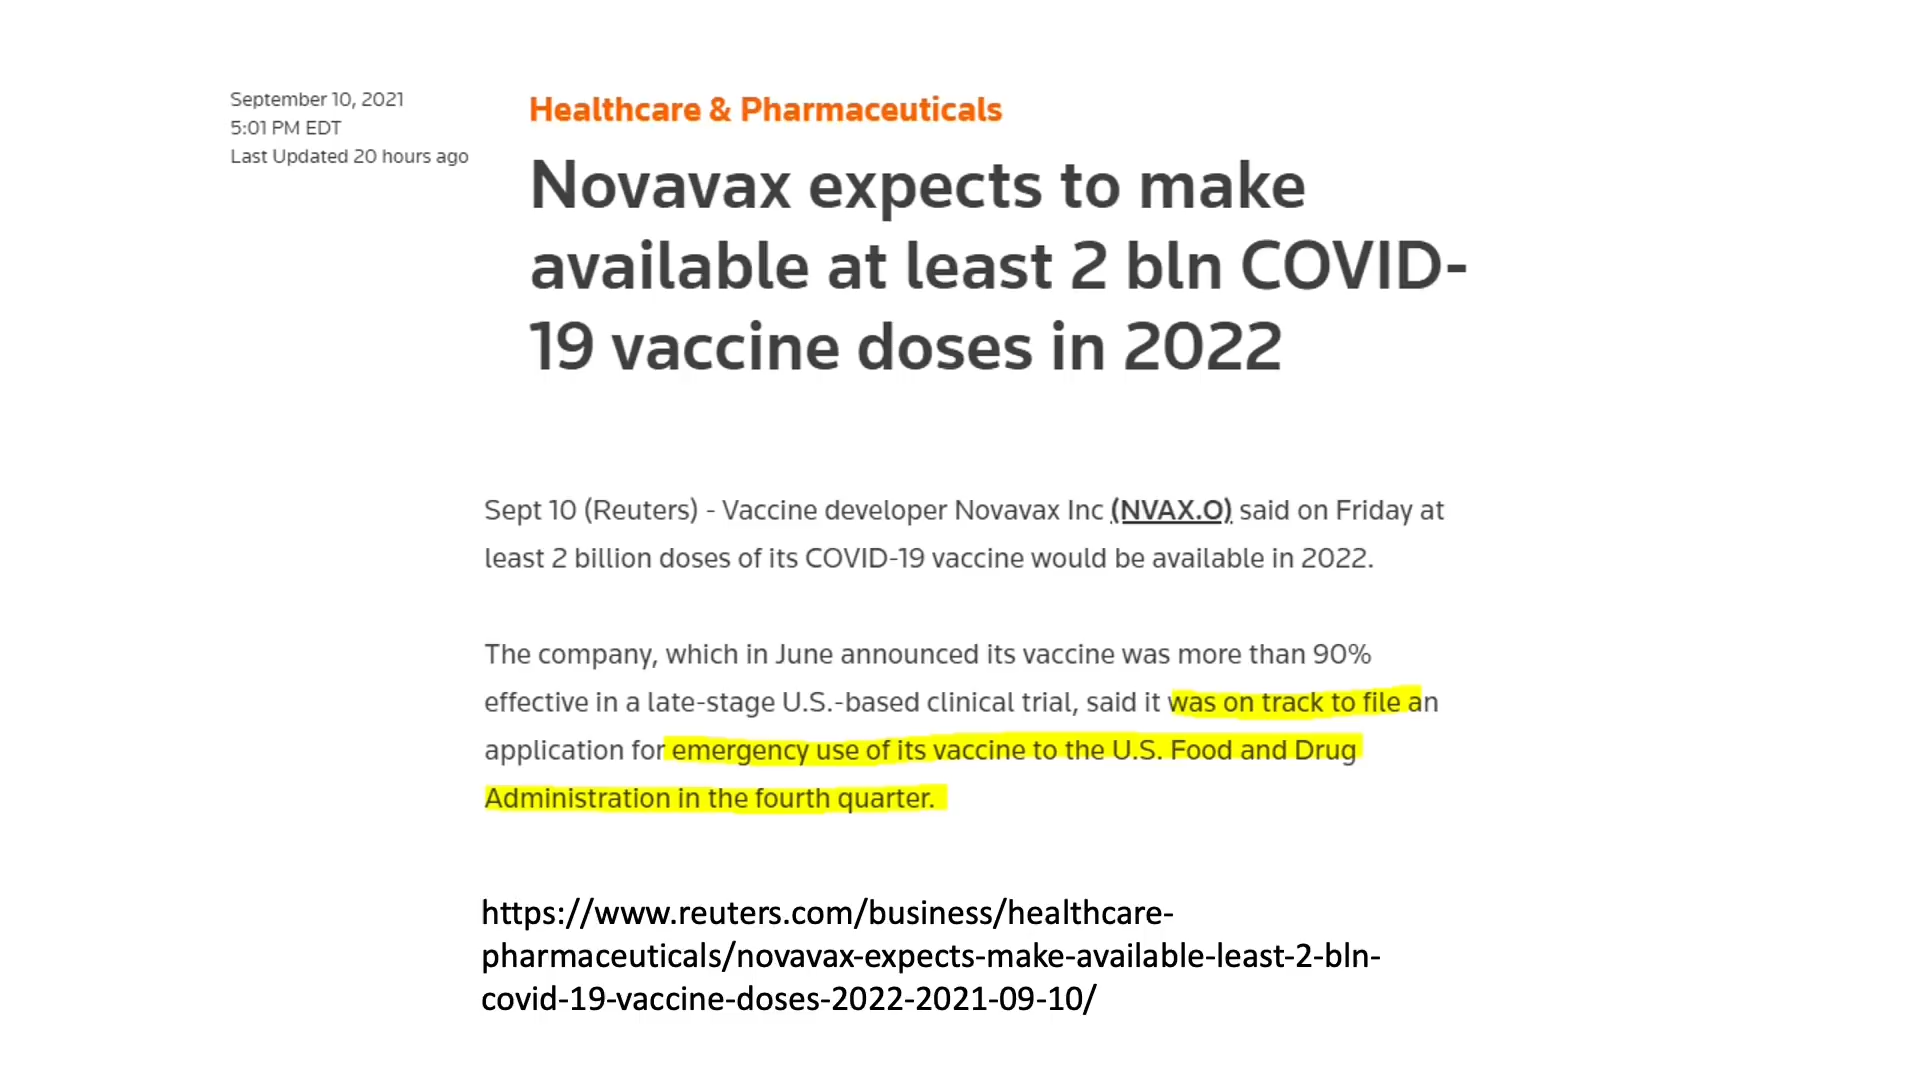 September 10, 2021
5:01 PM EDT
Last Updated 20 hours ago
Healthcare & Pharmaceuticals
Novavax expects to make
available at least 2 bln COVID-
19 vaccine doses in 2022
Sept 10 (Reuters) - Vaccine developer Novavax Inc (NVAX.O) said on Friday at
least 2 billion doses of its COVID-19 vaccine would be available in 2022.
The company, which in June announced its vaccine was more than 90%
effective in a late-stage U.S.-based clinical trial, said it was on track to file an
application for emergency use of its vaccine to the U.S. Food and Drug
Administration in the fourth quarter.
https://www.reuters.com/business/healthcare-
pharmaceuticals/novavax-expects-make-available-least-2-bln-
covid-19-vaccine-doses-2022-2021-09-10/